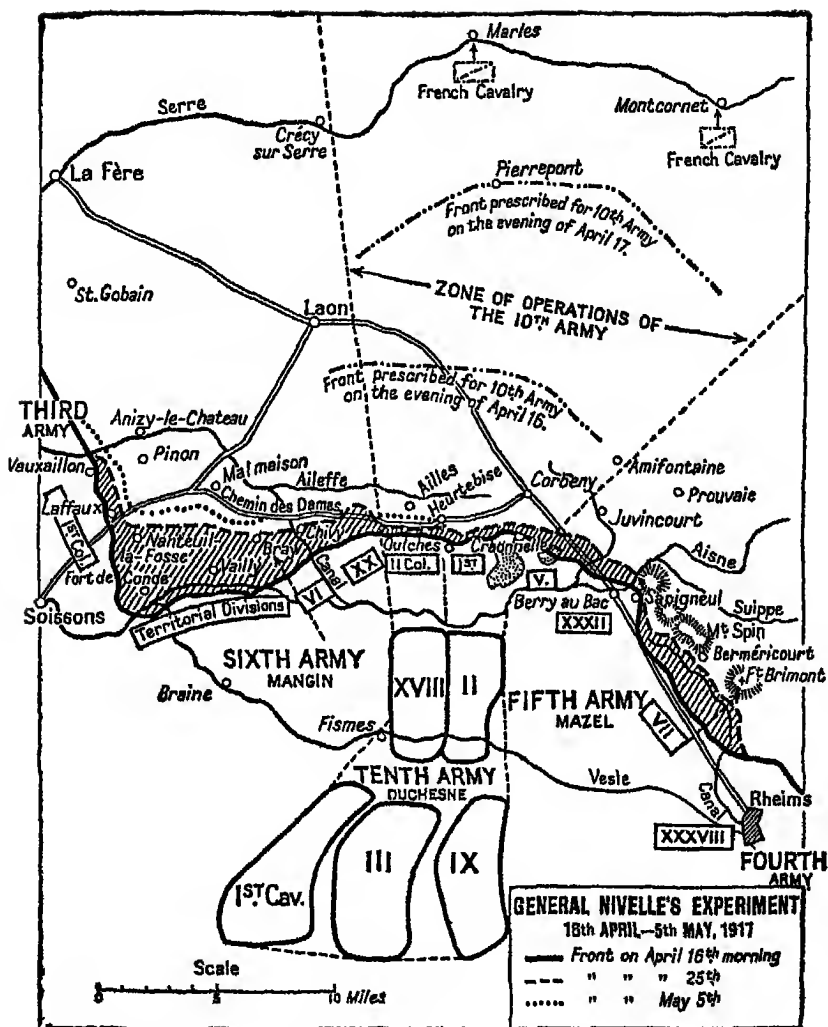 Marles
French Cavalry
Montcornet
French Cavalry
Serre
Crécy
sur Serre
La Fère
Pierrepont
Front prescribed for 10th Army
on the evening of April 17.
St. Gobain
ZONE OF OPERATIONS OF
THE 10TH ARMY
Laon
Front prescribed for 10th Army
on the evening of April 16.
THIRD
ARMY
Anizy-le-Chateau
Pinon
Vauxaillon
Malmaison
Aileffe
Ailles
Heurtebise
Corbeny
Amifontaine
Prouvaie
Juvincourt
Laffaux
Chemin des Dames
1ST Col.
Nanteuil
la-Fosse
Bray
Chiv
Oulches
Craonnelle
Aisne
Fort de
Condé
Vailly
Canal
VI
XX
II Col.
1ST
V.
Soissons
Territorial Divisions
Berry au Bac
XXXII
Sapigneul
Suippe
Mt Spin
Berméricourt
Ft Brimont
SIXTH ARMY
MANGIN
XVIII
II
FIFTH ARMY
MAZEL
VII
Braine
Fismes
TENTH ARMY
DUCHESNE
Vesle
Canal
Rheims
XXXVIII
FOURTH
ARMY
1ST. Cav.
III
IX
GENERAL NIVELLE'S EXPERIMENT
16th APRIL.—5th MAY, 1917
Front on April 16th morning
" " " 25th
" " May 5th
Scale
0 5 10 Miles